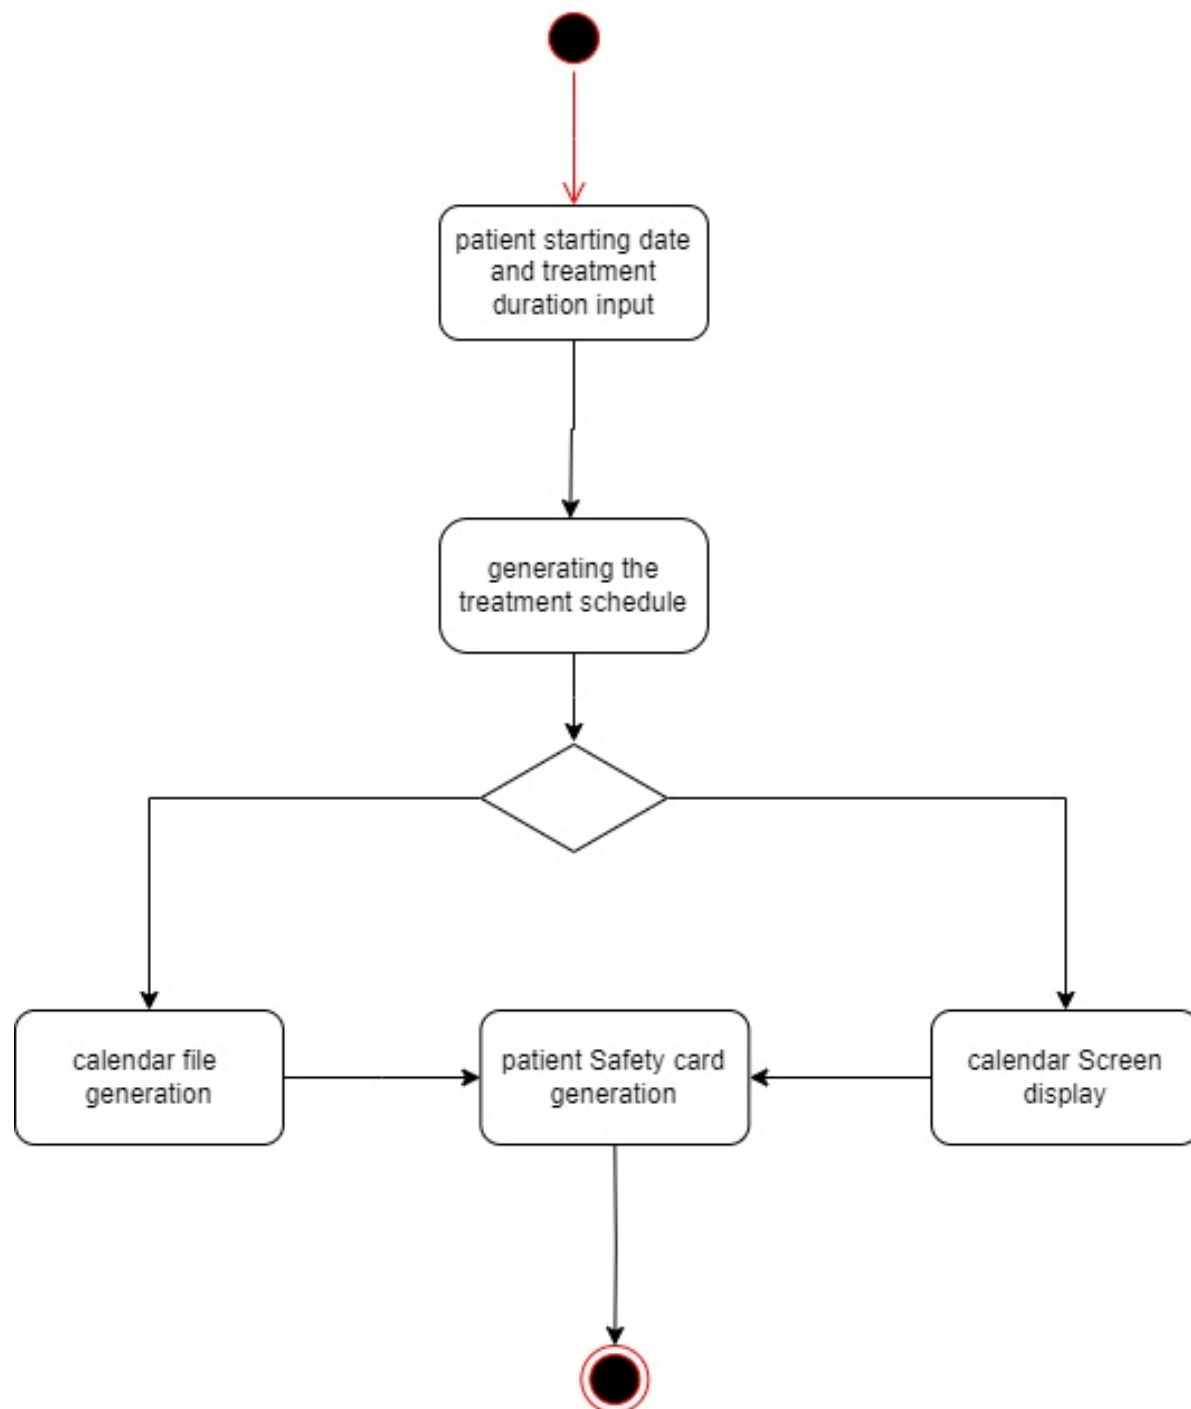 patient starting date
and treatment
duration input
generating the
treatment schedule
calendar file
generation
patient Safety card
generation
calendar Screen
display